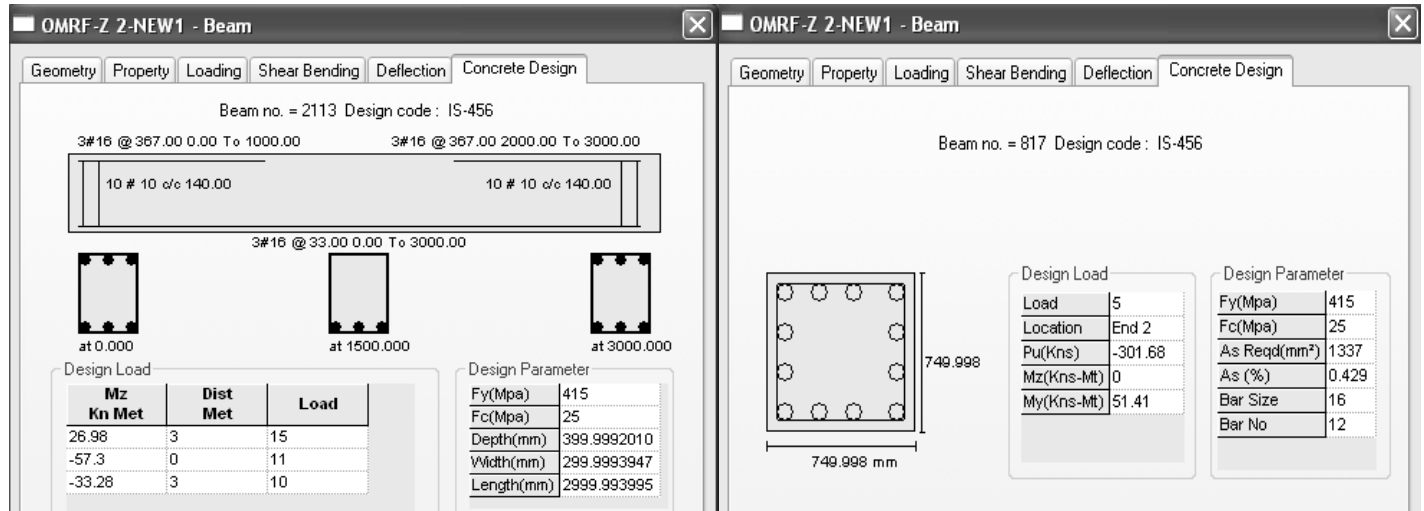 OMRF-Z 2-NEW1 - Beam
Geometry Property Loading Shear Bending Deflection Concrete Design
Beam no. = 2113 Design code : IS-456
3#16 @ 367.00 0.00 To 1000.00 3#16 @ 367.00 2000.00 To 3000.00
10 # 10 c/c 140.00 10 # 10 c/c 140.00
3#16 @ 33.00 0.00 To 3000.00
at 0.000 at 1500.000 at 3000.000
Design Load
Mz Kn Met Dist Met Load
26.98 3 15
-57.3 0 11
-33.28 3 10
Design Parameter
Fy(Mpa) 415
Fc(Mpa) 25
Depth(mm) 399.9992010
Width(mm) 299.9993947
Length(mm) 2999.993995
OMRF-Z 2-NEW1 - Beam
Geometry Property Loading Shear Bending Deflection Concrete Design
Beam no. = 817 Design code : IS-456
749.998
749.998 mm
Design Load
Load 5
Location End 2
Pu(Kns) -301.68
Mz(Kns-Mt) 0
My(Kns-Mt) 51.41
Design Parameter
Fy(Mpa) 415
Fc(Mpa) 25
As Reqd(mm²) 1337
As (%) 0.429
Bar Size 16
Bar No 12